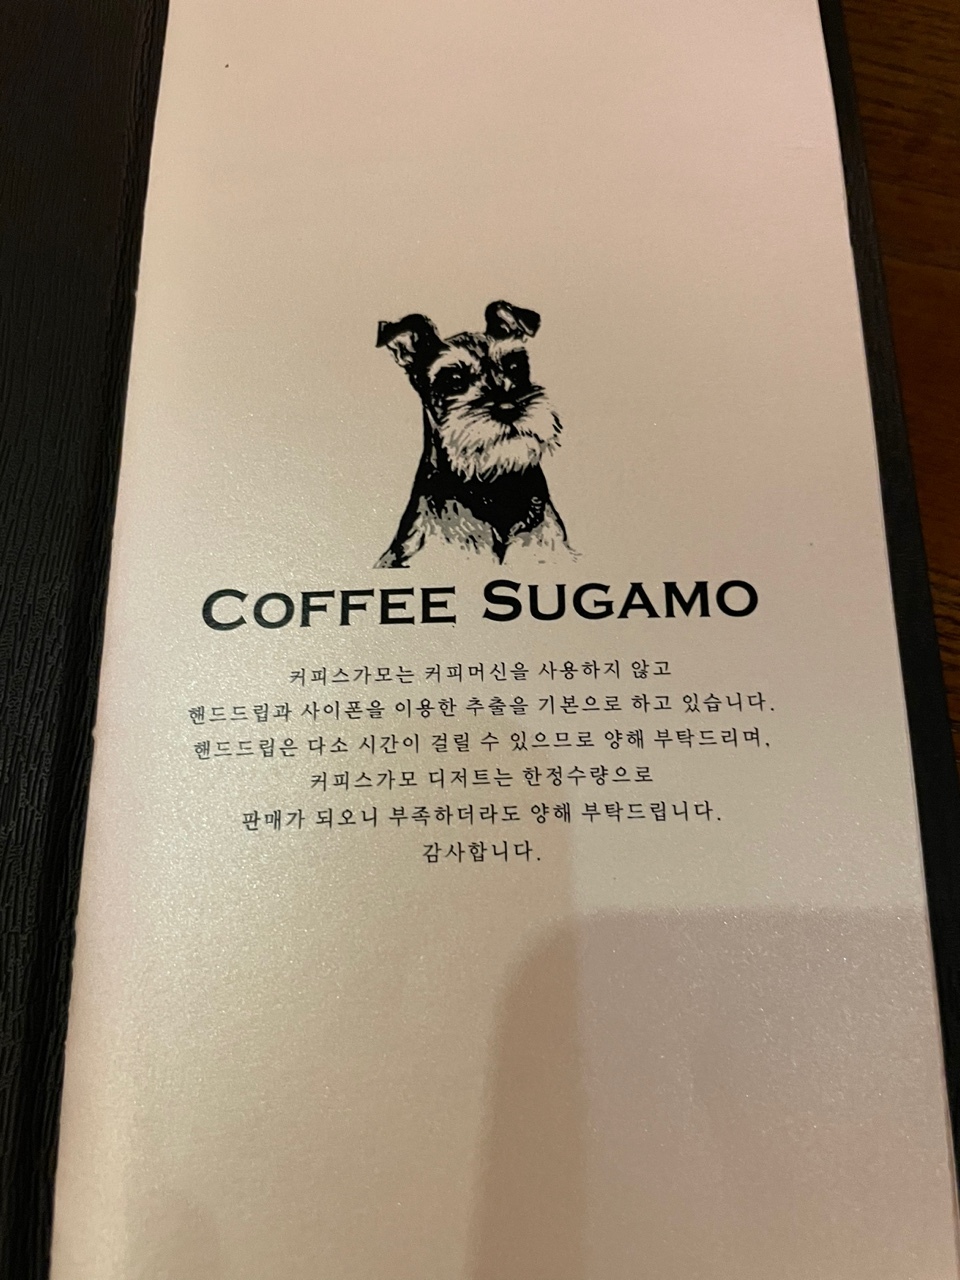 COFFEE SUGAMO
커피스가모는 커피머신을 사용하지 않고
핸드드립과 사이폰을 이용한 추출을 기본으로 하고 있습니다.
핸드드립은 다소 시간이 걸릴 수 있으므로 양해 부탁드리며,
커피스가모 디저트는 한정수량으로
판매가 되오니 부족하더라도 양해 부탁드립니다.
감사합니다.